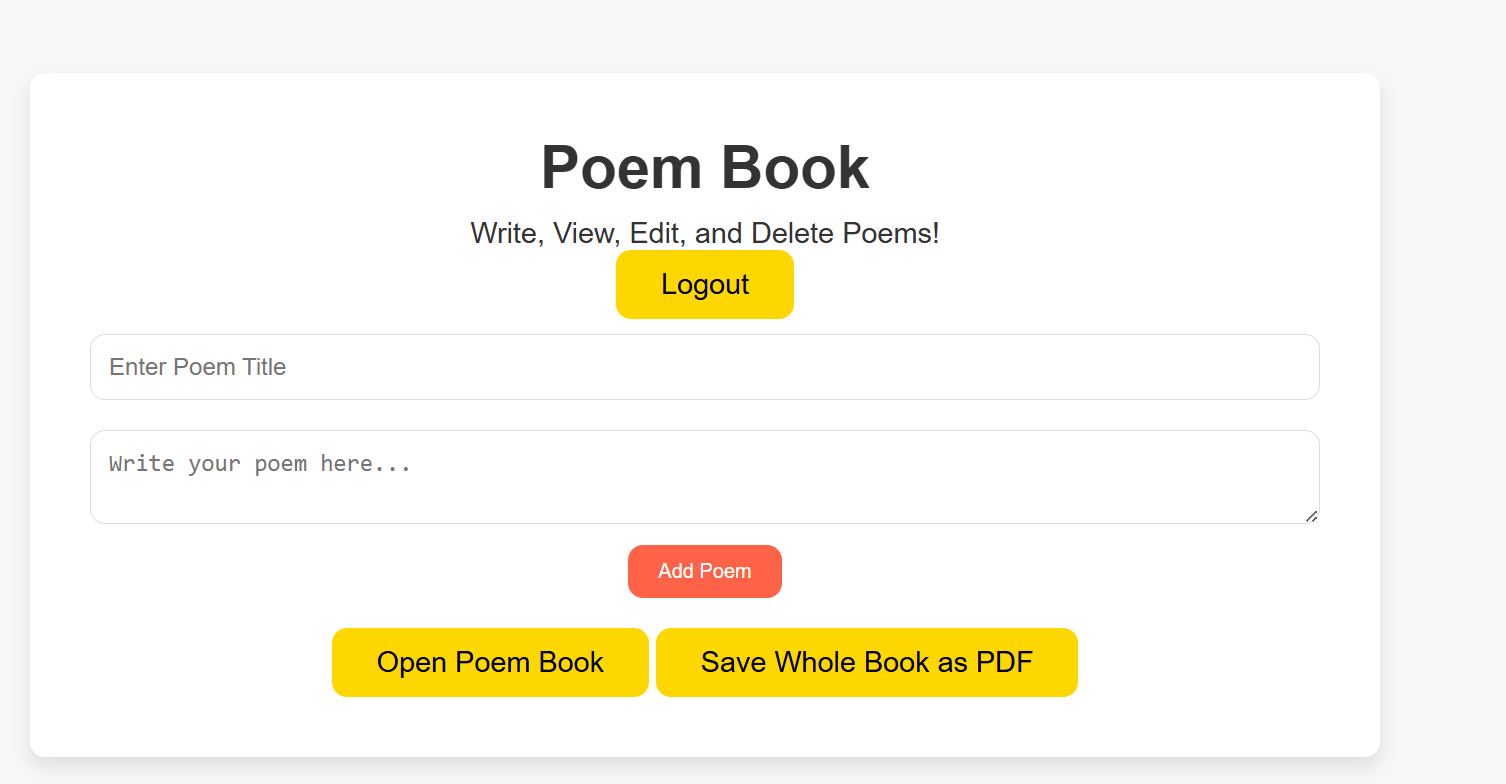 Poem Book
Write, View, Edit, and Delete Poems!
Logout
Enter Poem Title
Write your poem here...
Add Poem
Open Poem Book Save Whole Book as PDF